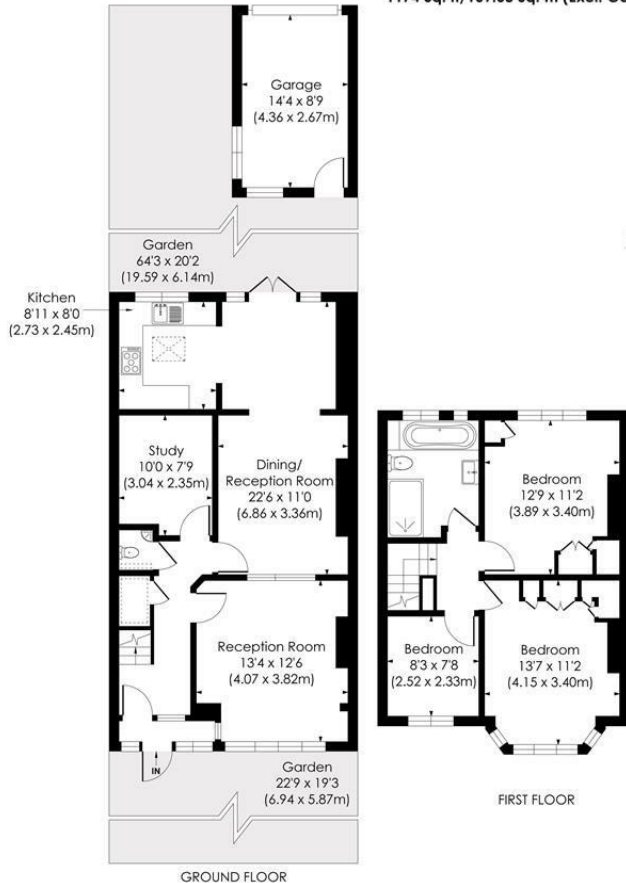 Garage
14'4 x 8'9
(4.36 x 2.67m)
Garden
64'3 x 20'2
(19.59 x 6.14m)
Kitchen
8'11 x 8'0
(2.73 x 2.45m)
Study
10'0 x 7'9
(3.04 x 2.35m)
Dining/
Reception Room
22'6 x 11'0
(6.86 x 3.36m)
Reception Room
13'4 x 12'6
(4.07 x 3.82m)
IN
Garden
22'9 x 19'3
(6.94 x 5.87m)
GROUND FLOOR
Bedroom
12'9 x 11'2
(3.89 x 3.40m)
Bedroom
8'3 x 7'8
(2.52 x 2.33m)
Bedroom
13'7 x 11'2
(4.15 x 3.40m)
FIRST FLOOR